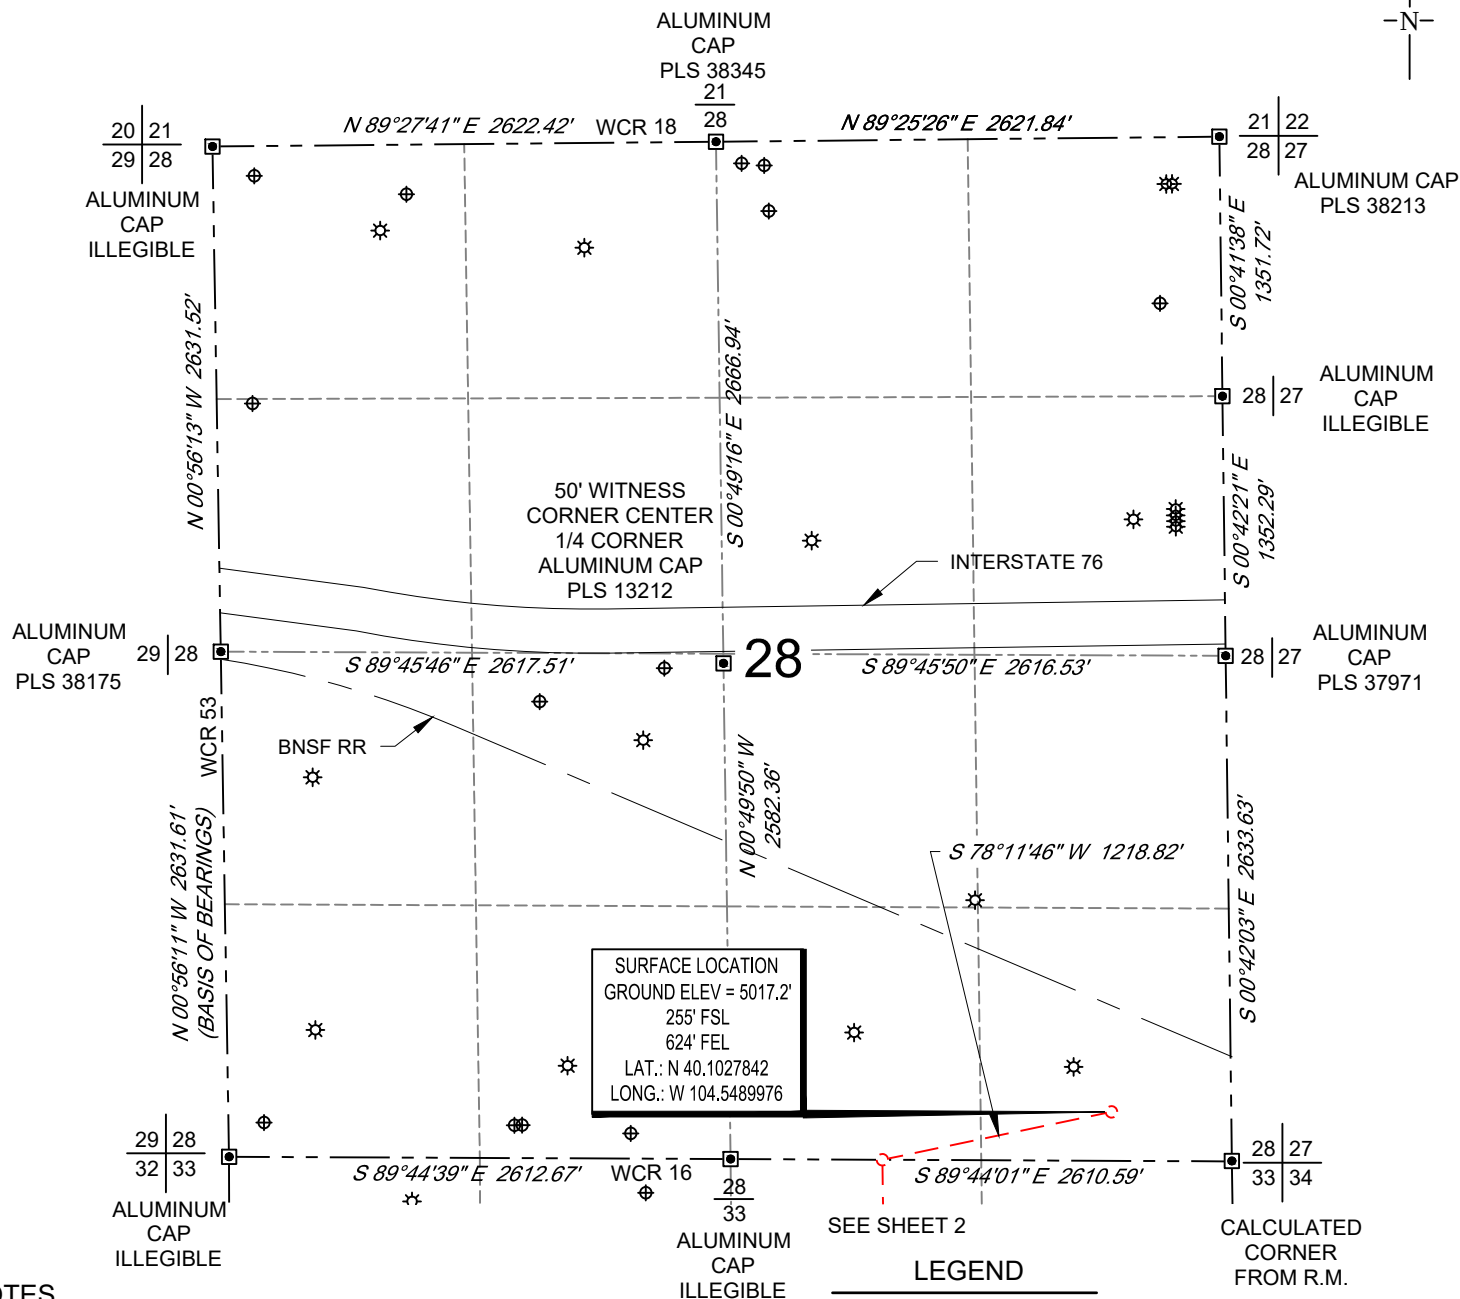 -N-
ALUMINUM
CAP
PLS 38345
21
28
20 21
29 28
N 89°27'41" E 2622.42'
WCR 18
N 89°25'26" E 2621.84'
21 22
28 27
ALUMINUM
CAP
ILLEGIBLE
ALUMINUM CAP
PLS 38213
N 00°56'13" W 2631.52'
S 00°49'16" E 2666.94'
S 00°41'38" E
1351.72'
28 27
ALUMINUM
CAP
ILLEGIBLE
50' WITNESS
CORNER CENTER
1/4 CORNER
ALUMINUM CAP
PLS 13212
S 00°42'21" E
1352.29'
INTERSTATE 76
ALUMINUM
CAP
PLS 38175
29 28
S 89°45'46" E 2617.51'
28
S 89°45'50" E 2616.53'
28 27
ALUMINUM
CAP
PLS 37971
WCR 53
BNSF RR
N 00°49'50" W
2582.36'
N 00°56'11" W 2631.61'
(BASIS OF BEARINGS)
S 78°11'46" W 1218.82'
S 00°42'03" E 2633.63'
SURFACE LOCATION
GROUND ELEV = 5017.2'
255' FSL
624' FEL
LAT.: N 40.1027842
LONG.: W 104.5489976
29 28
32 33
S 89°44'39" E 2612.67'
WCR 16
28
33
S 89°44'01" E 2610.59'
28 27
33 34
ALUMINUM
CAP
ILLEGIBLE
ALUMINUM
CAP
ILLEGIBLE
SEE SHEET 2
CALCULATED
CORNER
FROM R.M.
LEGEND